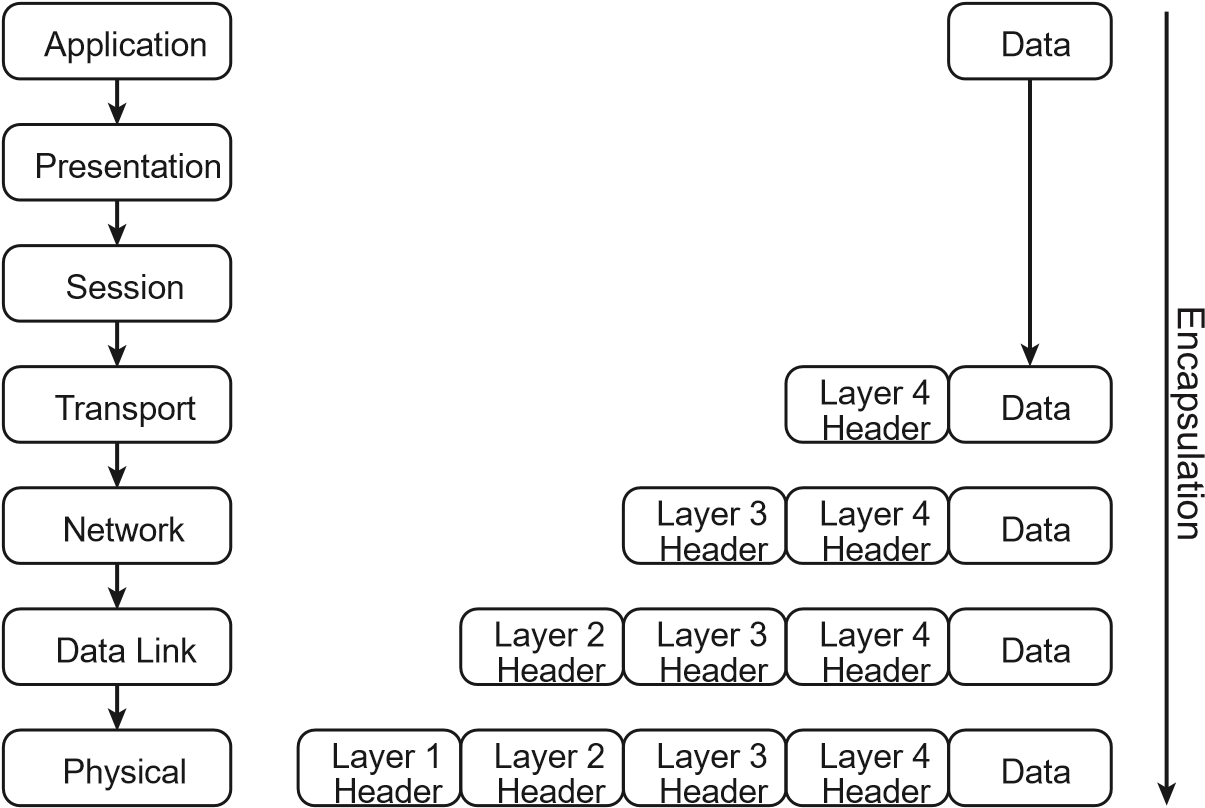 Application
Data
Presentation
Session
Transport
Layer 4
Header
Data
Network
Layer 3
Header
Layer 4
Header
Data
Data Link
Layer 2
Header
Layer 3
Header
Layer 4
Header
Data
Physical
Layer 1
Header
Layer 2
Header
Layer 3
Header
Layer 4
Header
Data
Encapsulation